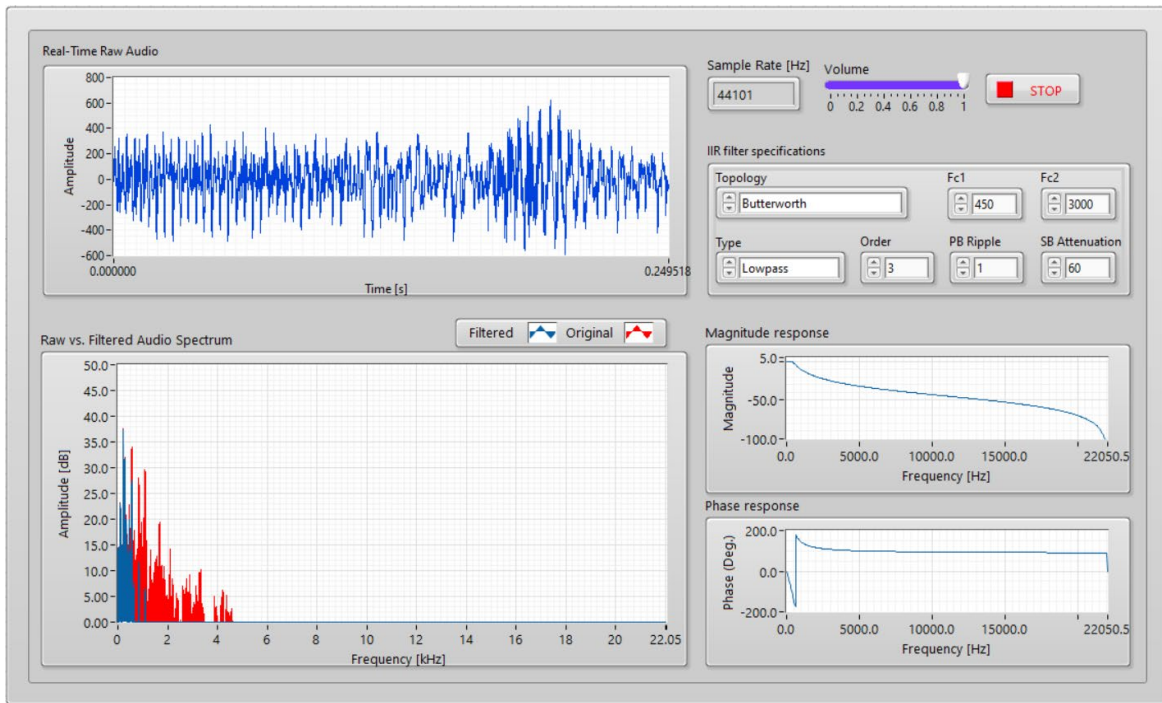 Real-Time Raw Audio
800
600
400
200
0
-200
-400
-600
Amplitude
0.000000
0.249518
Time [s]
Sample Rate [Hz]
44101
Volume
0 0.2 0.4 0.6 0.8 1
STOP
IIR filter specifications
Topology
Butterworth
Fc1
450
Fc2
3000
Type
Lowpass
Order
3
PB Ripple
1
SB Attenuation
60
Raw vs. Filtered Audio Spectrum
Filtered
Original
50.0
45.0
40.0
35.0
30.0
25.0
20.0
15.0
10.0
5.00
0.00
Amplitude [dB]
0 2 4 6 8 10 12 14 16 18 20 22.05
Frequency [kHz]
Magnitude response
5.0
-50.0
-100.0
Magnitude
0.0 5000.0 10000.0 15000.0 22050.5
Frequency [Hz]
Phase response
200.0
0.0
-200.0
Phase (Deg.)
0.0 5000.0 10000.0 15000.0 22050.5
Frequency [Hz]